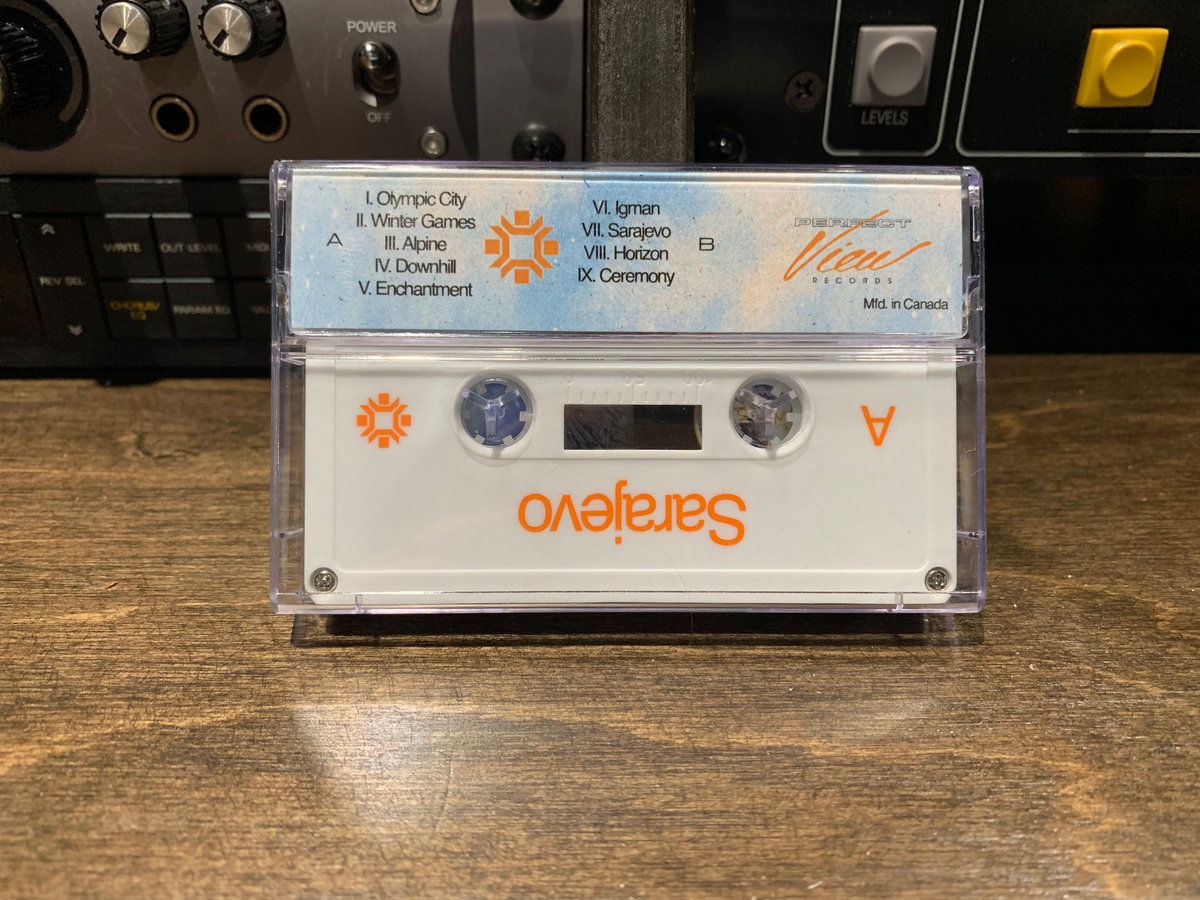 POWER
OFF
LEVELS
REV SEL
WRITE
OUT LEVEL
PARAM EQ
A
I. Olympic City
II. Winter Games
III. Alpine
IV. Downhill
V. Enchantment
VI. Igman
VII. Sarajevo
VIII. Horizon
IX. Ceremony
B
PERFECT
View
RECORDS
Mfd. in Canada
A
Sarajevo